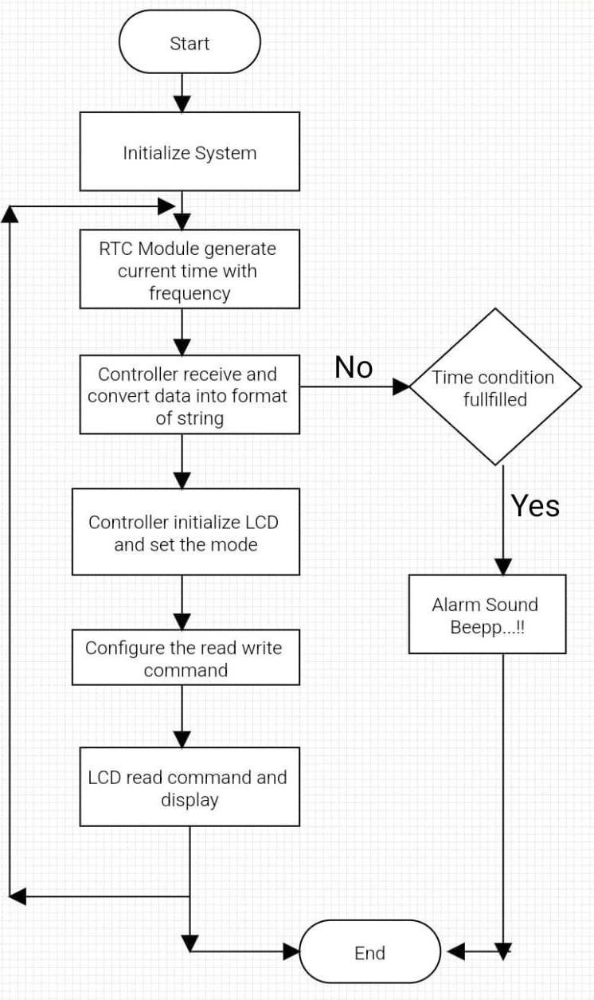 Start
Initialize System
RTC Module generate
current time with
frequency
Controller receive and
convert data into format
of string
No
Time condition
fullfilled
Yes
Controller initialize LCD
and set the mode
Alarm Sound
Beepp...!!
Configure the read write
command
LCD read command and
display
End